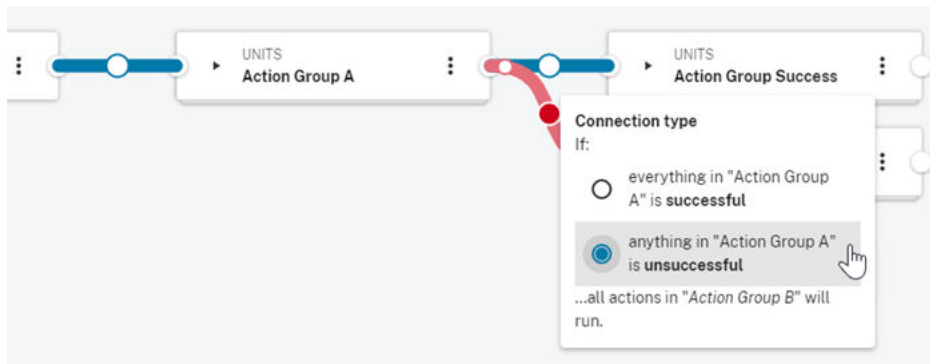 UNITS
Action Group A
UNITS
Action Group Success
Connection type
If:
everything in "Action Group
A" is successful
anything in "Action Group A"
is unsuccessful
...all actions in "Action Group B" will
run.